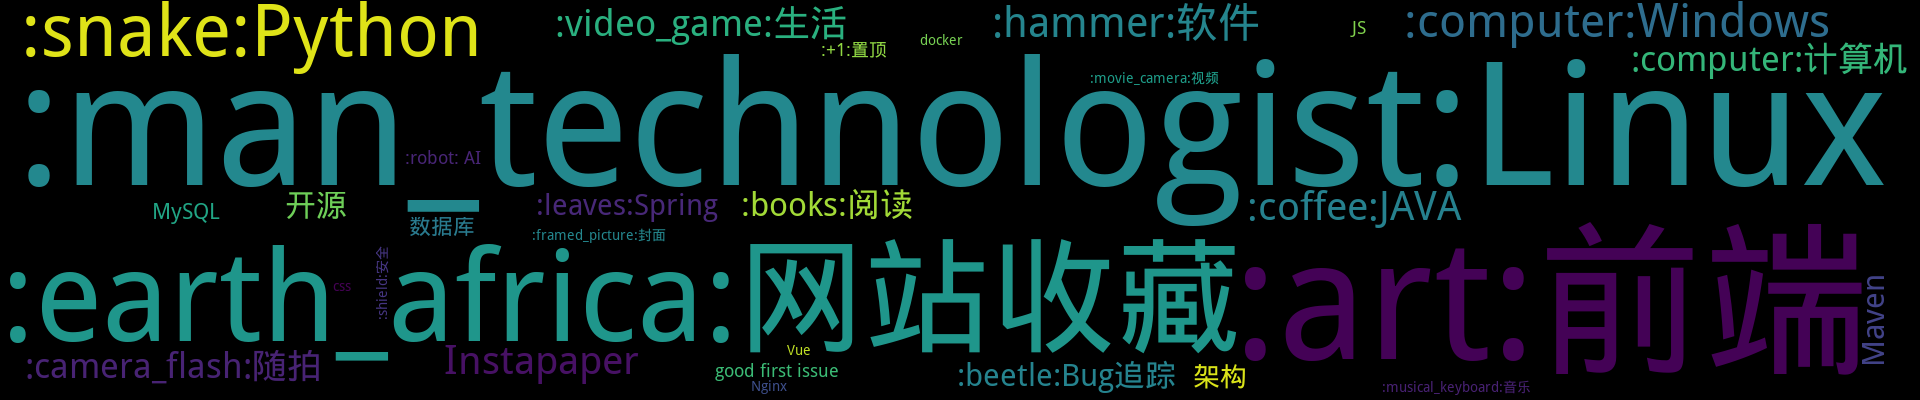 :snake:Python
:video_game:生活
:hammer:软件
JS
:computer:Windows
:+1:置顶
docker
:computer:计算机
:movie_camera:视频
:man_technologist:Linux
:robot: AI
MySQL
开源
数据库
:leaves:Spring
:books:阅读
:coffee:JAVA
:framed_picture:封面
:shield:安全
css
:earth_africa:网站收藏
:art:前端
Maven
:camera_flash:随拍
Instapaper
Vue
good first issue
Nginx
:beetle:Bug追踪
架构
:musical_keyboard:音乐